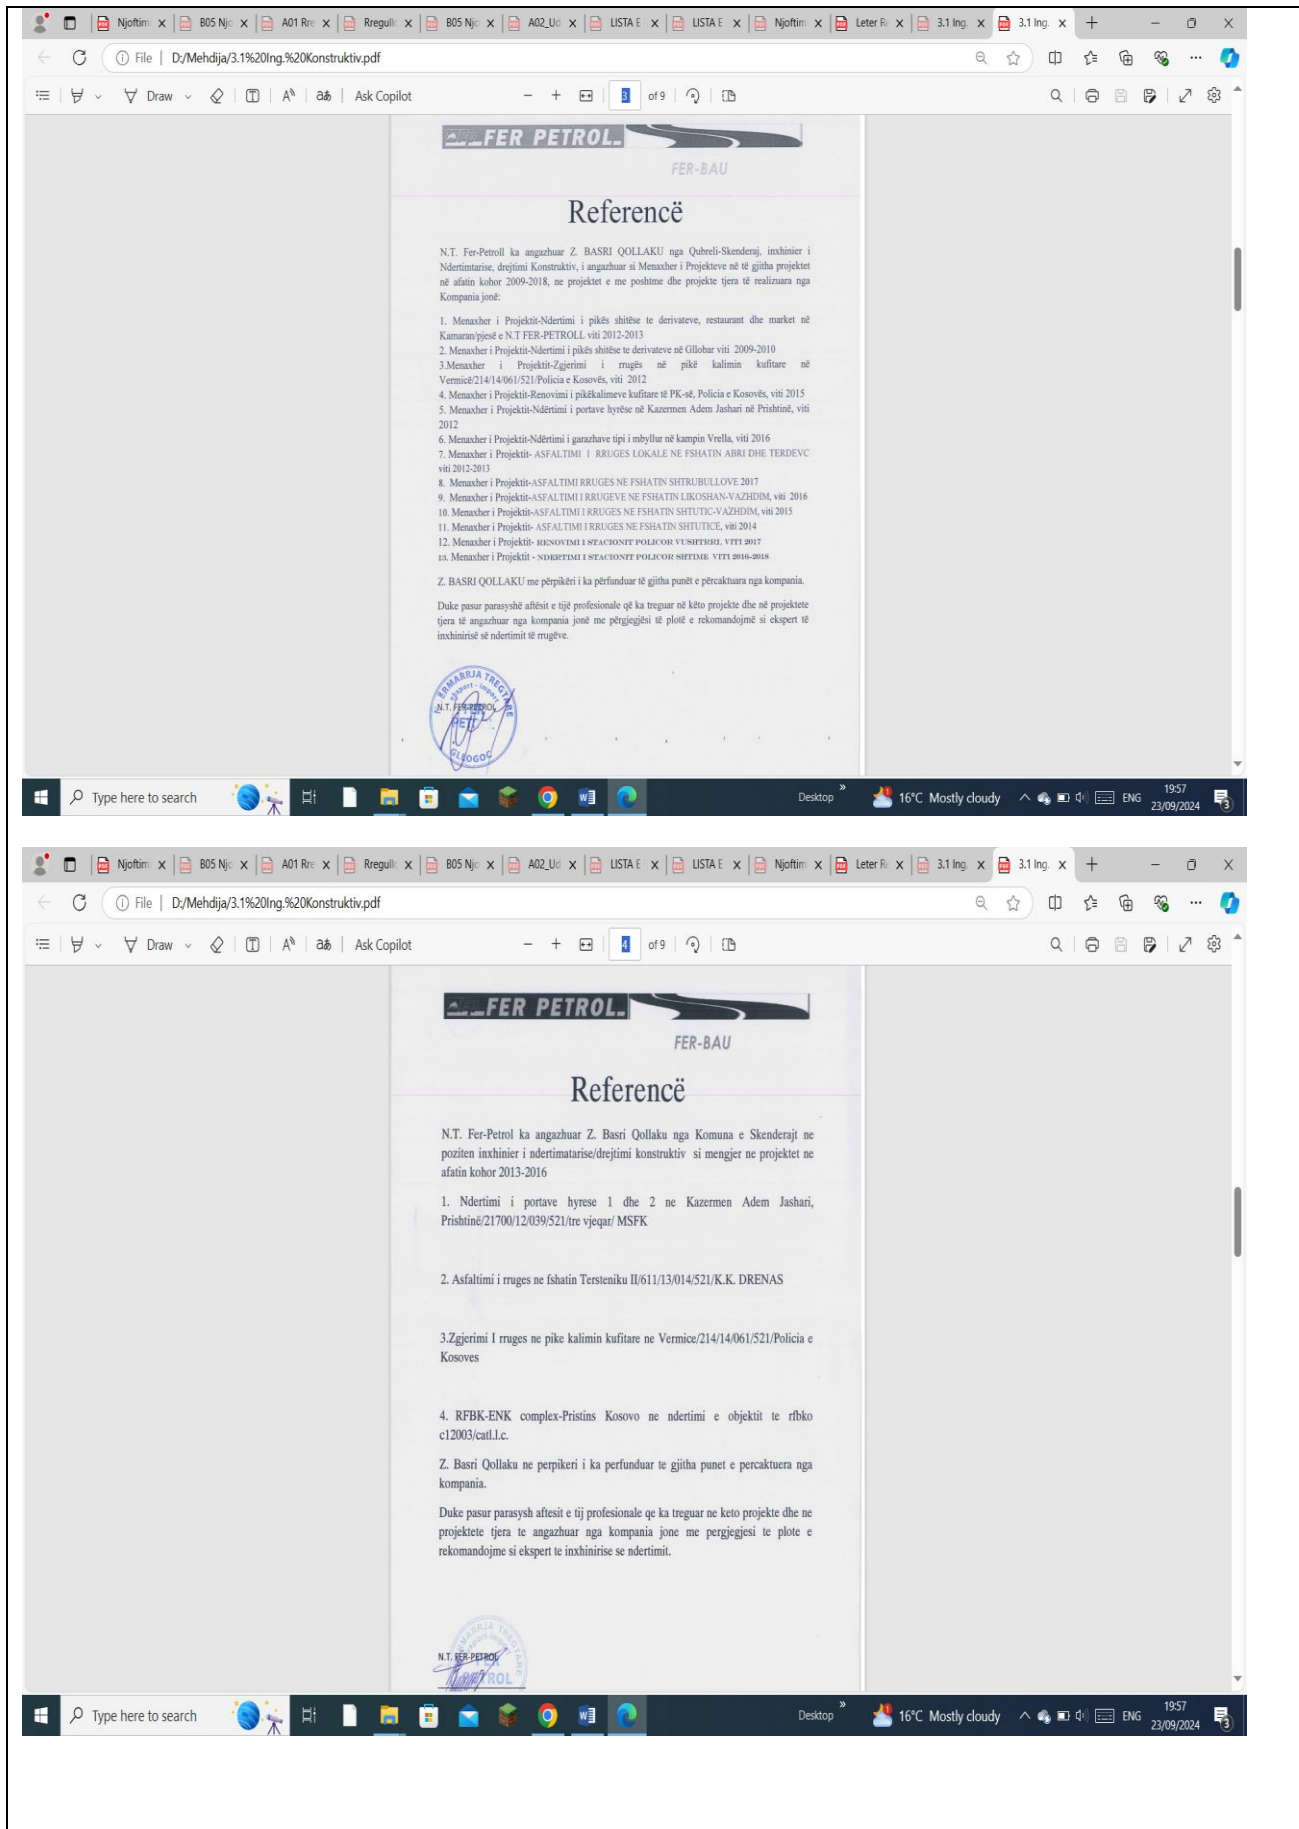 Njoftim
B05 Njo
A01 Rre
Rregullo
B05 Njo
A02_Ud
LISTA E
LISTA E
Njoftim
Leter Re
3.1 Ing.
3.1 Ing.
File | D:/Mehdija/3.1%20Ing.%20Konstruktiv.pdf
Draw
Ask Copilot
3 of 9
FER PETROL
FER-BAU
Referencë
N.T. Fer-Petroll ka angazhuar Z. BASRI QOLLAKU nga Qubreli-Skenderaj, inxhinier i
Ndertimtarise, drejtimi Konstruktiv, i angazhuar si Menaxher i Projekteve në të gjitha projektet
në afatin kohor 2009-2018, ne projektet e me poshtme dhe projekte tjera të realizuara nga
Kompania jonë:
1. Menaxher i Projektit-Ndertimi i pikës shitëse te derivateve, restaurant dhe market në
Kamaran/pjesë e N.T FER-PETROLL viti 2012-2013
2. Menaxher i Projektit-Ndertimi i pikës shitëse te derivateve në Gllobar viti 2009-2010
3.Menaxher i Projektit-Zgjerimi i rrugës në pikë kalimin kufitare në
Vermicë/214/14/061/521/Policia e Kosovës, viti 2012
4. Menaxher i Projektit-Renovimi i pikëkalimeve kufitare të PK-së, Policia e Kosovës, viti 2015
5. Menaxher i Projektit-Ndërtimi i portave hyrëse në Kazermen Adem Jashari në Prishtinë, viti
2012
6. Menaxher i Projektit-Ndërtimi i garazhave tipi i mbyllur në kampin Vrella, viti 2016
7. Menaxher i Projektit- ASFALTIMI I RRUGES LOKALE NE FSHATIN ABRI DHE TERDEVC
viti 2012-2013
8. Menaxher i Projektit-ASFALTIMI RRUGES NE FSHATIN SHTRUBULLOVE 2017
9. Menaxher i Projektit-ASFALTIMI I RRUGEVE NE FSHATIN LIKOSHAN-VAZHDIM, viti 2016
10. Menaxher i Projektit-ASFALTIMI I RRUGES NE FSHATIN SHTUTIC-VAZHDIM, viti 2015
11. Menaxher i Projektit- ASFALTIMI I RRUGES NE FSHATIN SHTUTICE, viti 2014
12. Menaxher i Projektit- RENOVIMI I STACIONIT POLICOR VUSHTRRI, VITI 2017
13. Menaxher i Projektit - NDERTIMI I STACIONIT POLICOR SHTIME VITI 2016-2018
Z. BASRI QOLLAKU me përpikëri i ka përfunduar të gjitha punët e përcaktuara nga kompania.
Duke pasur parasyshë aftësit e tijë profesionale që ka treguar në këto projekte dhe në projektete
tjera të angazhuar nga kompania jonë me përgjegjësi të plotë e rekomandojmë si ekspert të
inxhinirisë së ndertimit të rrugëve.
N.T. FER-PETROL
GLLOGOC
Type here to search
Desktop
16°C Mostly cloudy
ENG
19:57
23/09/2024
Njoftim
B05 Njo
A01 Rre
Rregullo
B05 Njo
A02_Ud
LISTA E
LISTA E
Njoftim
Leter Re
3.1 Ing.
3.1 Ing.
File | D:/Mehdija/3.1%20Ing.%20Konstruktiv.pdf
Draw
Ask Copilot
4 of 9
FER PETROL
FER-BAU
Referencë
N.T. Fer-Petrol ka angazhuar Z. Basri Qollaku nga Komuna e Skenderajt ne
poziten inxhinier i ndertimatarise/drejtimi konstruktiv si mengjer ne projektet ne
afatin kohor 2013-2016
1. Ndertimi i portave hyrese 1 dhe 2 ne Kazermen Adem Jashari,
Prishtinë/21700/12/039/521/tre vjeqar/ MSFK
2. Asfaltimi i rruges ne fshatin Tersteniku II/611/13/014/521/K.K. DRENAS
3.Zgjerimi I rruges ne pike kalimin kufitare ne Vermice/214/14/061/521/Policia e
Kosoves
4. RFBK-ENK complex-Pristins Kosovo ne ndertimi e objektit te rfbko
c12003/catl.l.c.
Z. Basri Qollaku ne perpikeri i ka perfunduar te gjitha punet e percaktuera nga
kompania.
Duke pasur parasysh aftesit e tij profesionale qe ka treguar ne keto projekte dhe ne
projektete tjera te angazhuar nga kompania jone me pergjegjesi te plote e
rekomandojme si ekspert te inxhinirise se ndertimit.
N.T. FER-PETROL
Type here to search
Desktop
16°C Mostly cloudy
ENG
19:57
23/09/2024